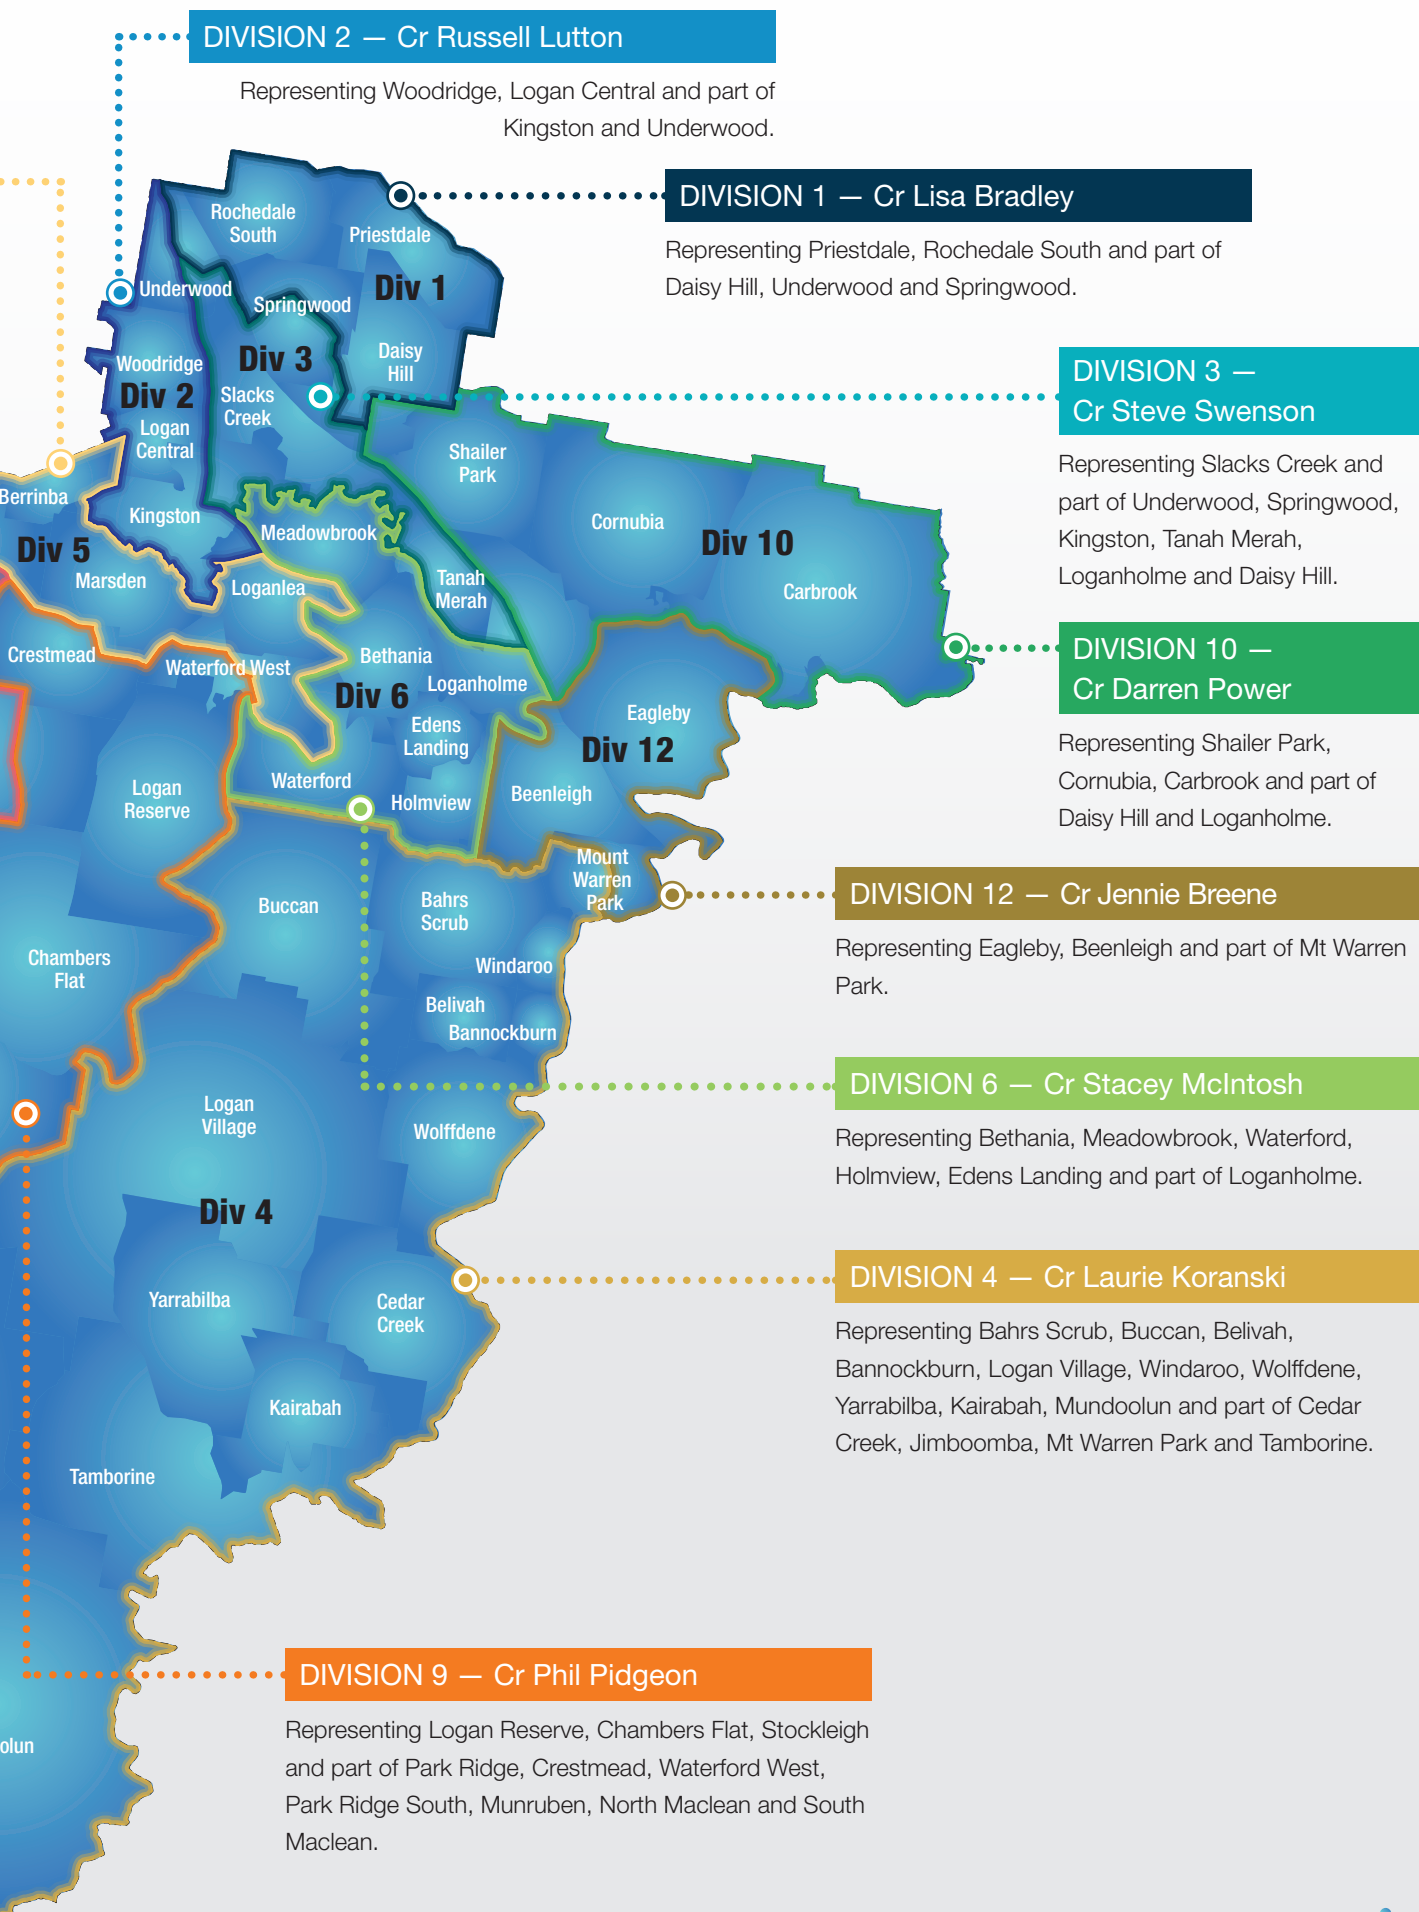 DIVISION 2 — Cr Russell Lutton
Representing Woodridge, Logan Central and part of
Kingston and Underwood.
DIVISION 1 — Cr Lisa Bradley
Representing Priestdale, Rochedale South and part of
Daisy Hill, Underwood and Springwood.
DIVISION 3 —
Cr Steve Swenson
Representing Slacks Creek and
part of Underwood, Springwood,
Kingston, Tanah Merah,
Loganholme and Daisy Hill.
DIVISION 10 —
Cr Darren Power
Representing Shailer Park,
Cornubia, Carbrook and part of
Daisy Hill and Loganholme.
DIVISION 12 — Cr Jennie Breene
Representing Eagleby, Beenleigh and part of Mt Warren
Park.
DIVISION 6 — Cr Stacey McIntosh
Representing Bethania, Meadowbrook, Waterford,
Holmview, Edens Landing and part of Loganholme.
DIVISION 4 — Cr Laurie Koranski
Representing Bahrs Scrub, Buccan, Belivah,
Bannockburn, Logan Village, Windaroo, Wolffdene,
Yarrabilba, Kairabah, Mundoolun and part of Cedar
Creek, Jimboomba, Mt Warren Park and Tamborine.
DIVISION 9 — Cr Phil Pidgeon
Representing Logan Reserve, Chambers Flat, Stockleigh
and part of Park Ridge, Crestmead, Waterford West,
Park Ridge South, Munruben, North Maclean and South
Maclean.
Rochedale
South
Priestdale
Div 1
Underwood
Springwood
Daisy
Hill
Div 3
Woodridge
Div 2
Slacks
Creek
Logan
Central
Shailer
Park
Berrinba
Kingston
Cornubia
Meadowbrook
Div 10
Div 5
Marsden
Loganlea
Tanah
Merah
Carbrook
Crestmead
Waterford West
Bethania
Loganholme
Div 6
Eagleby
Edens
Landing
Div 12
Waterford
Logan
Reserve
Holmview
Beenleigh
Mount
Warren
Park
Buccan
Bahrs
Scrub
Chambers
Flat
Windaroo
Belivah
Bannockburn
Logan
Village
Wolffdene
Div 4
Yarrabilba
Cedar
Creek
Kairabah
Tamborine
olun